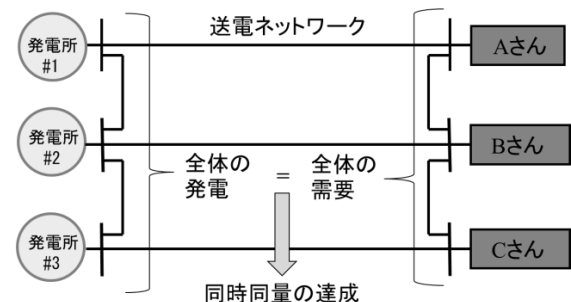 送電ネットワーク
発電所
#1
Aさん
発電所
#2
Bさん
全体の
発電
=
全体の
需要
発電所
#3
Cさん
同時同量の達成